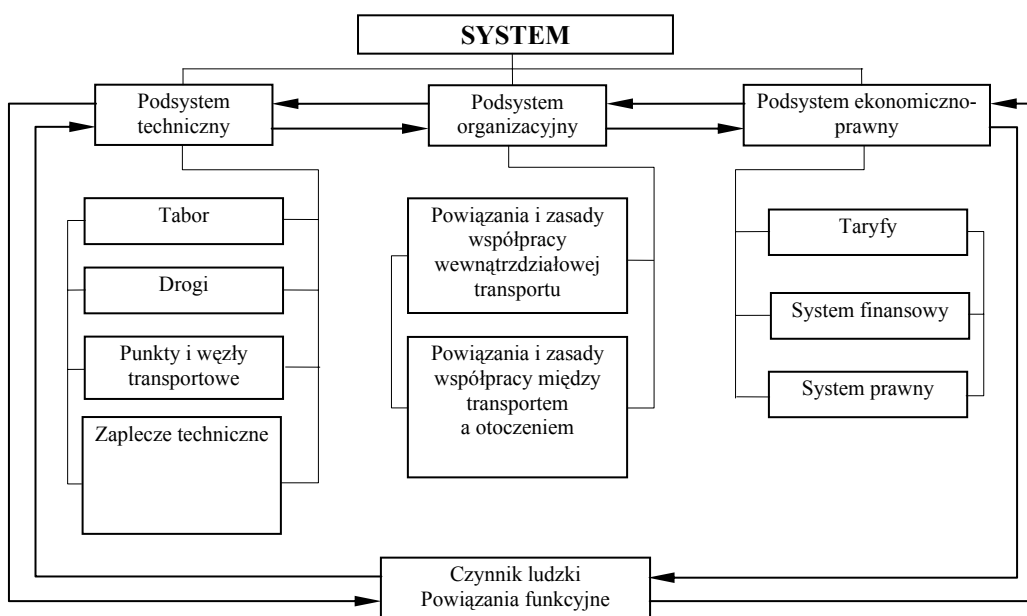 SYSTEM
Podsystem
techniczny
Podsystem
organizacyjny
Podsystem ekonomiczno-
prawny
Tabor
Drogi
Punkty i węzły
transportowe
Zaplecze techniczne
Powiązania i zasady
współpracy
wewnątrzdziałowej
transportu
Powiązania i zasady
współpracy między
transportem
a otoczeniem
Taryfy
System finansowy
System prawny
Czynnik ludzki
Powiązania funkcyjne